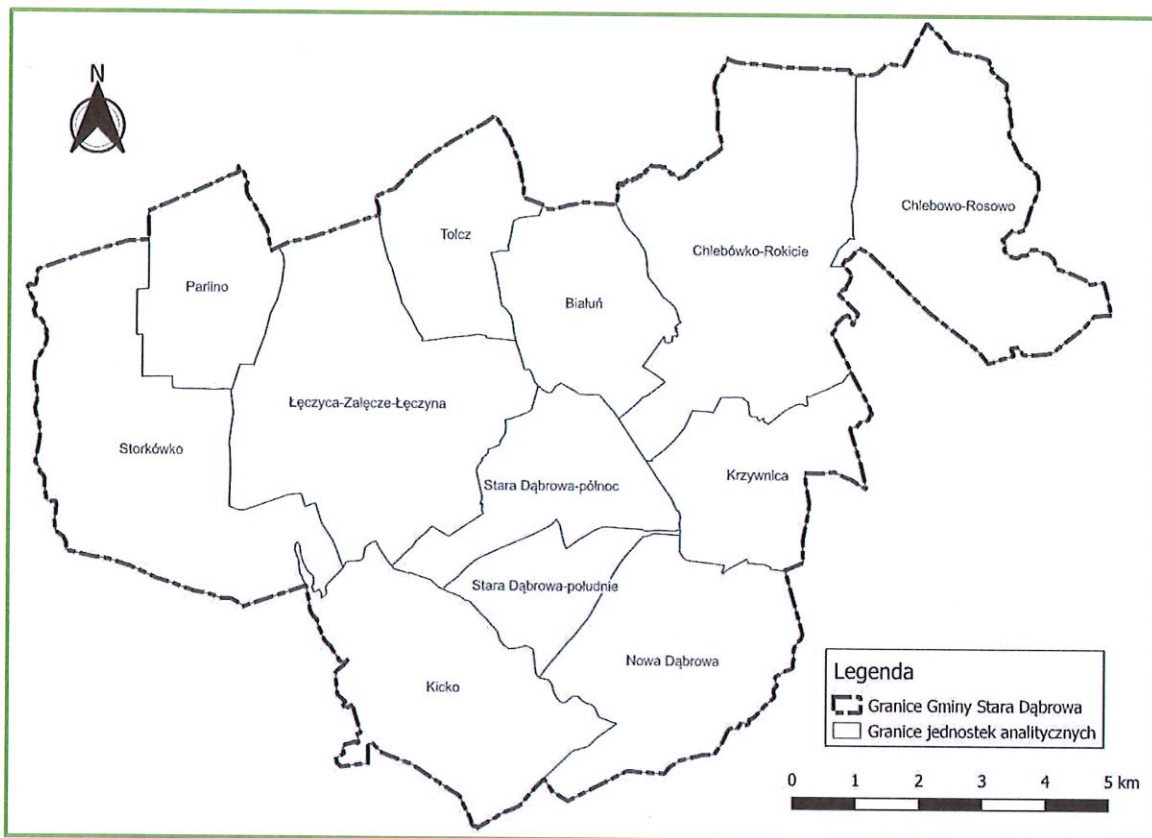 N
Chlebowo-Rosowo
Tolcz
Chlebówko-Rokicie
Parlino
Białuń
Łęczyca-Załęcze-Łęczyna
Storkówko
Krzywnica
Stara Dąbrowa-północ
Stara Dąbrowa-południe
Nowa Dąbrowa
Kicko
Legenda
Granice Gminy Stara Dąbrowa
Granice jednostek analitycznych
0 1 2 3 4 5 km